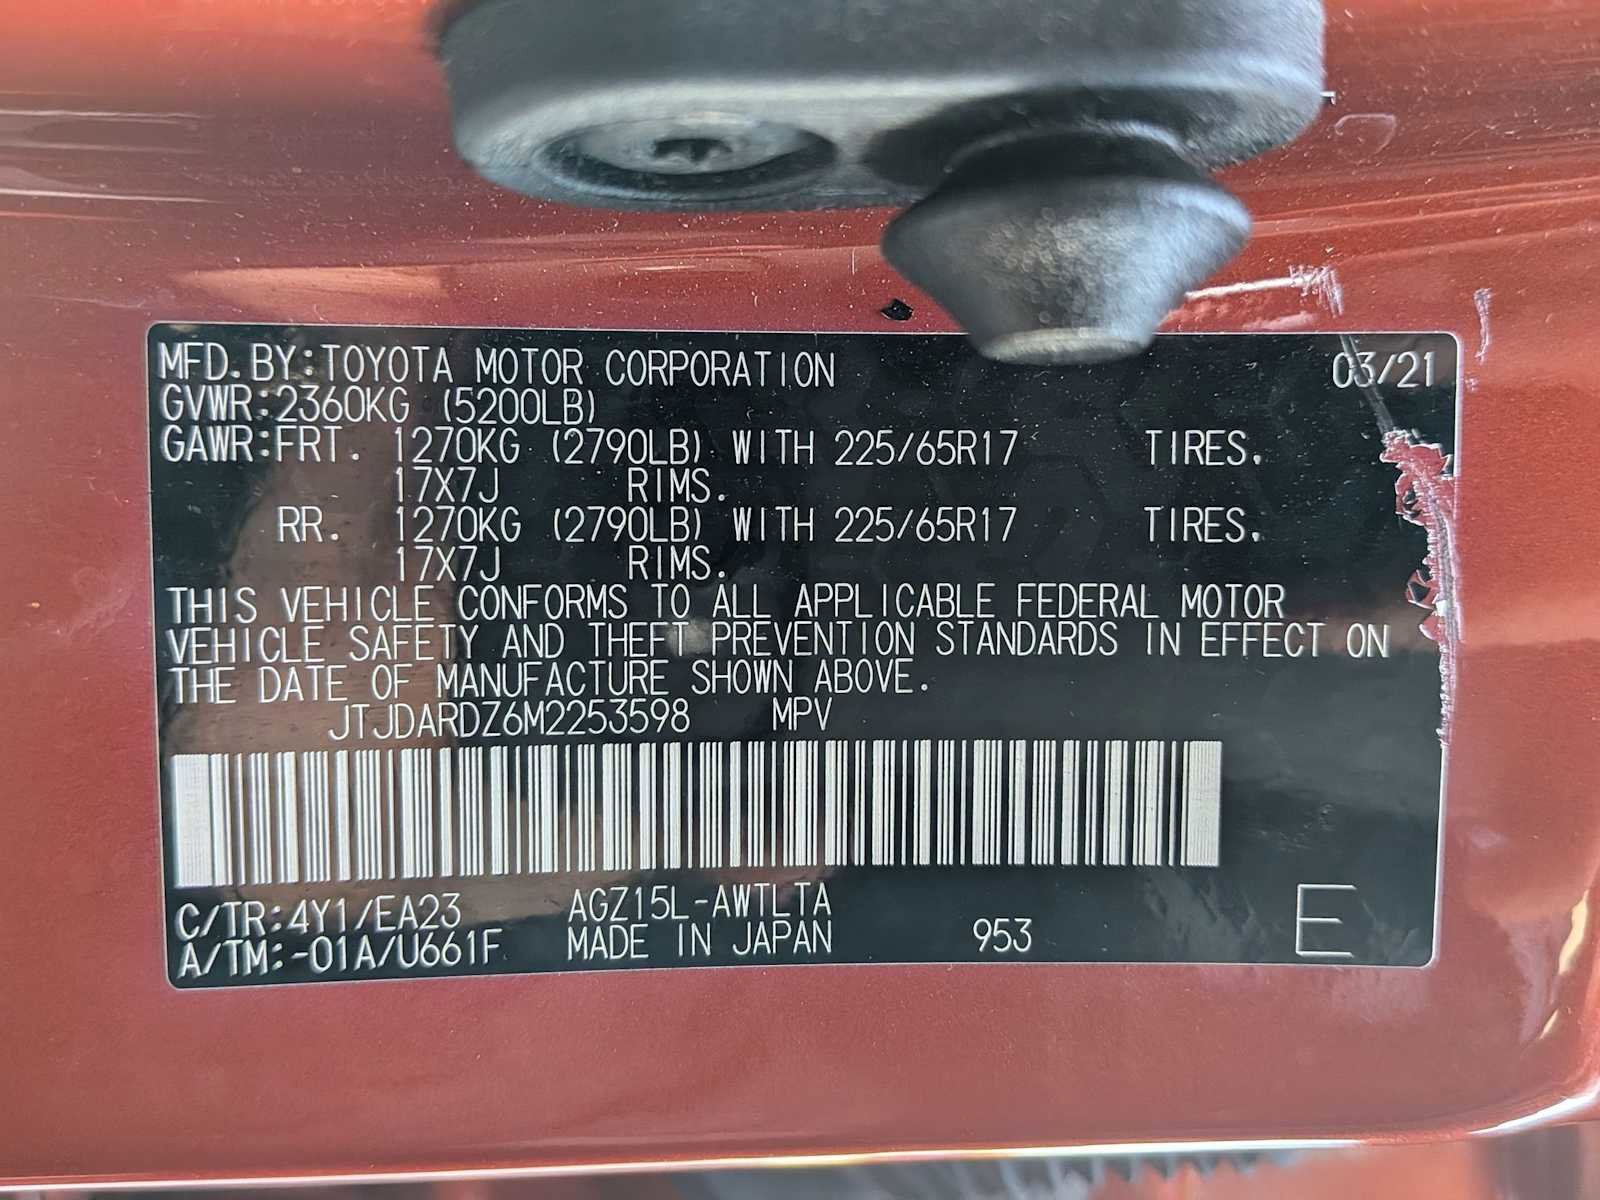 MFD. BY: TOYOTA MOTOR CORPORATION 03/21
GVWR: 2360KG (5200LB)
GAWR: FRT. 1270KG (2790LB) WITH 225/65R17 TIRES.
17X7J RIMS.
RR. 1270KG (2790LB) WITH 225/65R17 TIRES.
17X7J RIMS.
THIS VEHICLE CONFORMS TO ALL APPLICABLE FEDERAL MOTOR
VEHICLE SAFETY AND THEFT PREVENTION STANDARDS IN EFFECT ON
THE DATE OF MANUFACTURE SHOWN ABOVE.
JTJDARDZ6M2253598 MPV
C/TR: 4Y1/EA23 AGZ15L-AWTLTA
A/TM: -01A/U661F MADE IN JAPAN 953 E